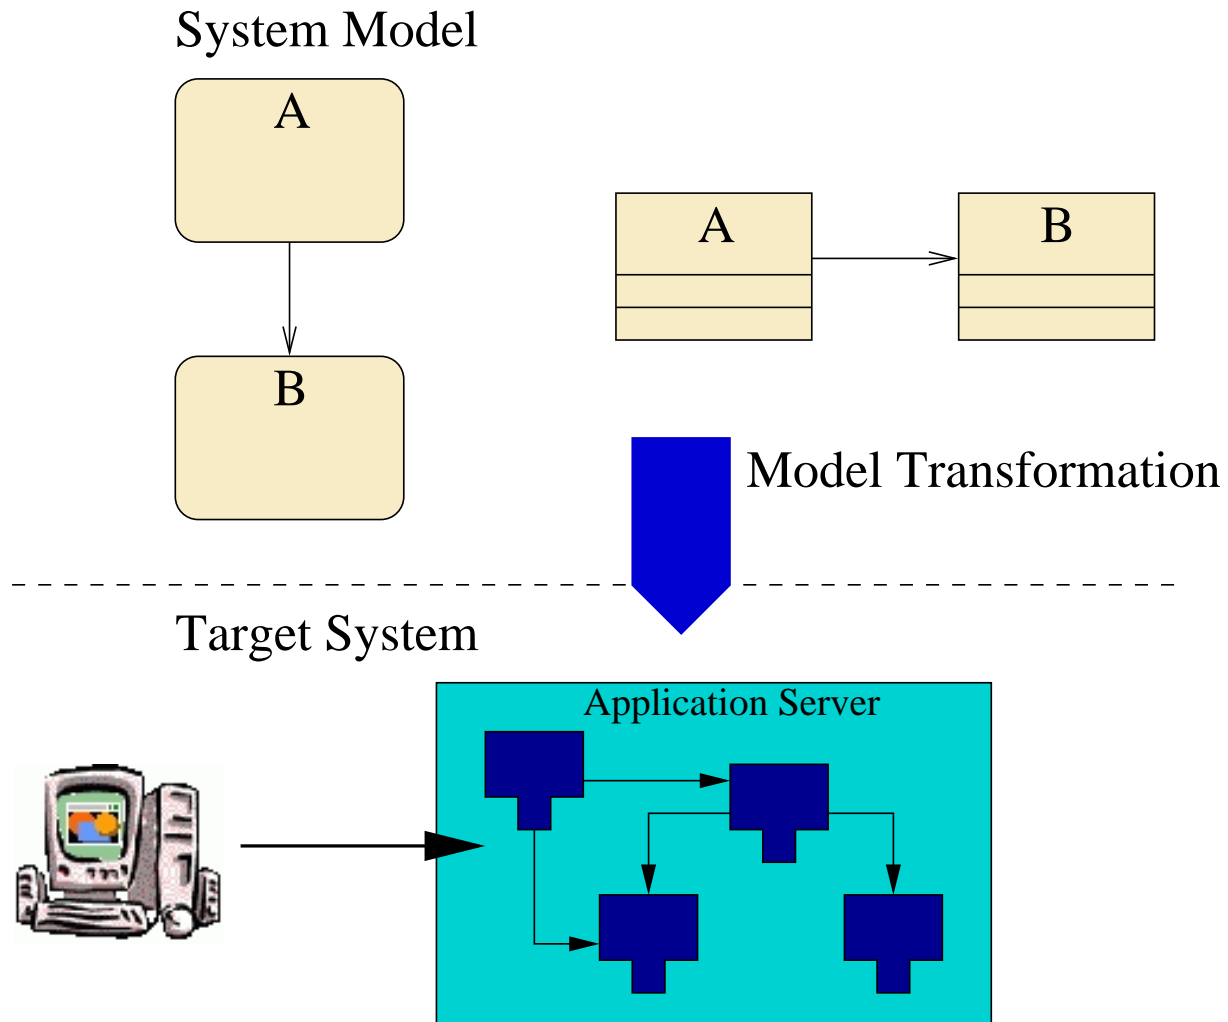 System Model
A
A
B
B
Model Transformation
Target System
Application Server